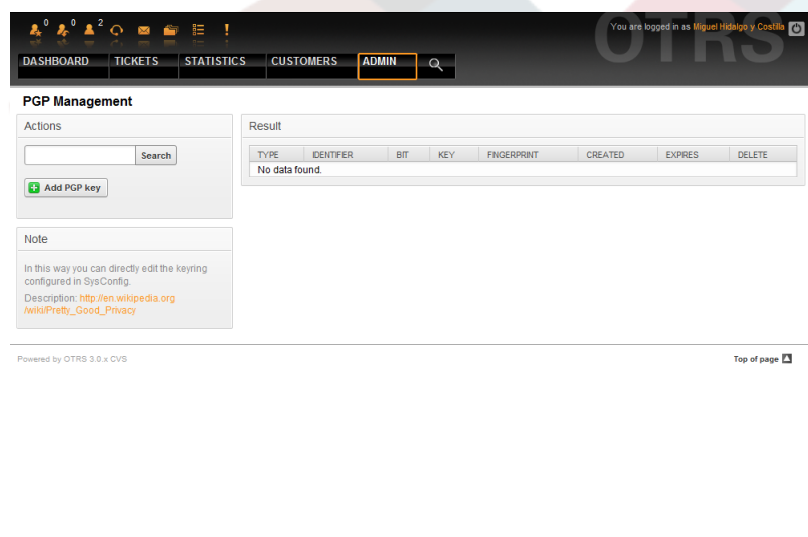 0 0 2
OTRS
You are logged in as Miguel Hidalgo y Costilla
DASHBOARD TICKETS STATISTICS CUSTOMERS ADMIN
PGP Management
Actions
Search
Add PGP key
Note
In this way you can directly edit the keyring
configured in SysConfig.
Description: http://en.wikipedia.org
/wiki/Pretty_Good_Privacy
Result
TYPE IDENTIFIER BIT KEY FINGERPRINT CREATED EXPIRES DELETE
No data found.
Powered by OTRS 3.0.x CVS
Top of page